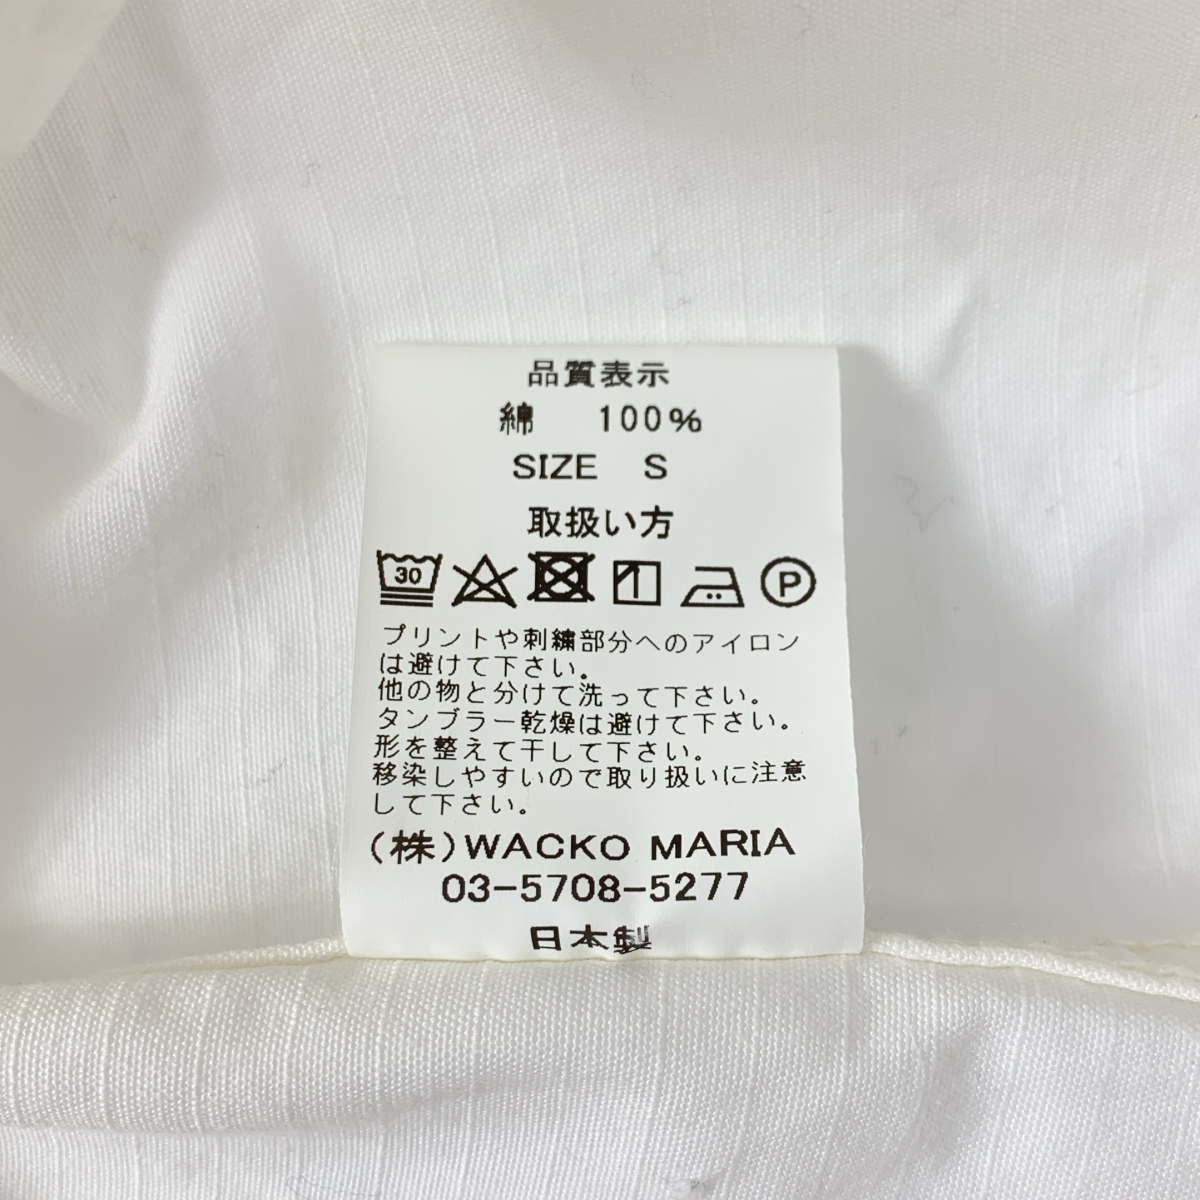 品質表示
綿 100%
SIZE S
取扱い方
30 P
プリントや刺繍部分へのアイロン
は避けて下さい。
他の物と分けて洗って下さい。
タンブラー乾燥は避けて下さい。
形を整えて干して下さい。
移染しやすいので取り扱いに注意
して下さい。
(株)WACKO MARIA
03-5708-5277
日本製